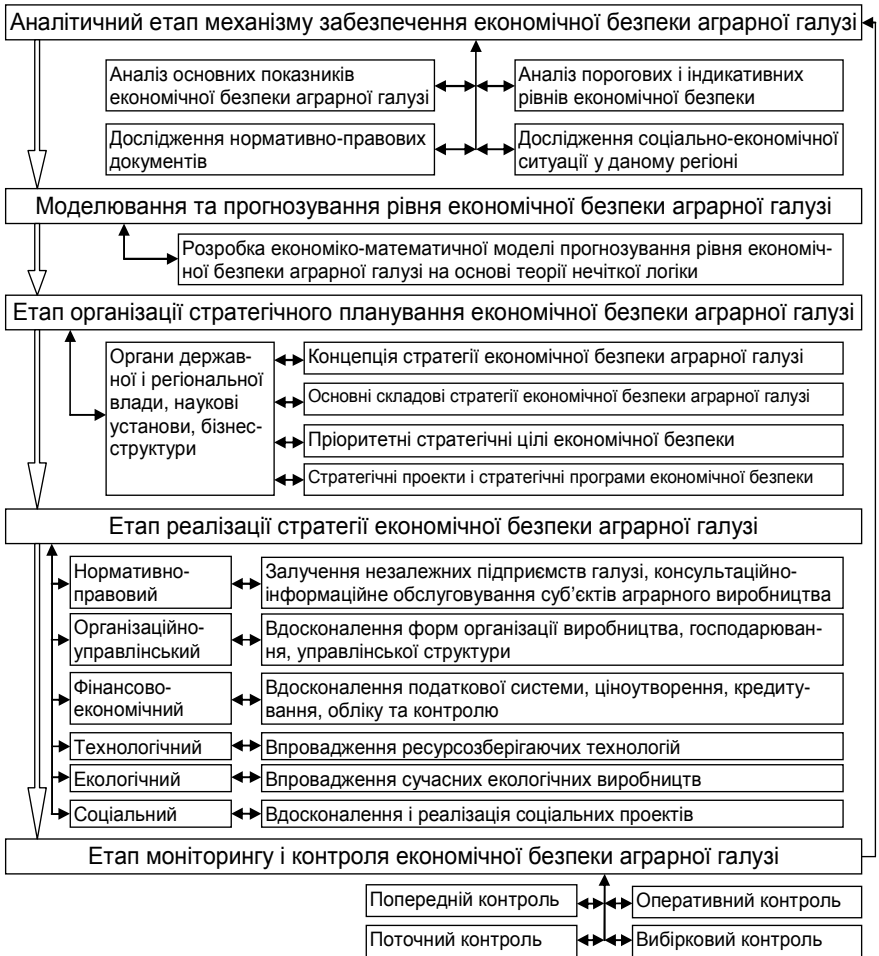 Аналітичний етап механізму забезпечення економічної безпеки аграрної галузі
Аналіз основних показників
економічної безпеки аграрної галузі
Аналіз порогових і індикативних
рівнів економічної безпеки
Дослідження нормативно-правових
документів
Дослідження соціально-економічної
ситуації у даному регіоні
Моделювання та прогнозування рівня економічної безпеки аграрної галузі
Розробка економіко-математичної моделі прогнозування рівня економіч-
ної безпеки аграрної галузі на основі теорії нечіткої логіки
Етап організації стратегічного планування економічної безпеки аграрної галузі
Органи держав-
ної і регіональної
влади, наукові
установи, бізнес-
структури
Концепція стратегії економічної безпеки аграрної галузі
Основні складові стратегії економічної безпеки аграрної галузі
Пріоритетні стратегічні цілі економічної безпеки
Стратегічні проекти і стратегічні програми економічної безпеки
Етап реалізації стратегії економічної безпеки аграрної галузі
Нормативно-
правовий
Залучення незалежних підприємств галузі, консультаційно-
інформаційне обслуговування суб’єктів аграрного виробництва
Організаційно-
управлінський
Вдосконалення форм організації виробництва, господарюван-
ня, управлінської структури
Фінансово-
економічний
Вдосконалення податкової системи, ціноутворення, кредиту-
вання, обліку та контролю
Технологічний
Впровадження ресурсозберігаючих технологій
Екологічний
Впровадження сучасних екологічних виробництв
Соціальний
Вдосконалення і реалізація соціальних проектів
Етап моніторингу і контроля економічної безпеки аграрної галузі
Попередній контроль
Оперативний контроль
Поточний контроль
Вибірковий контроль